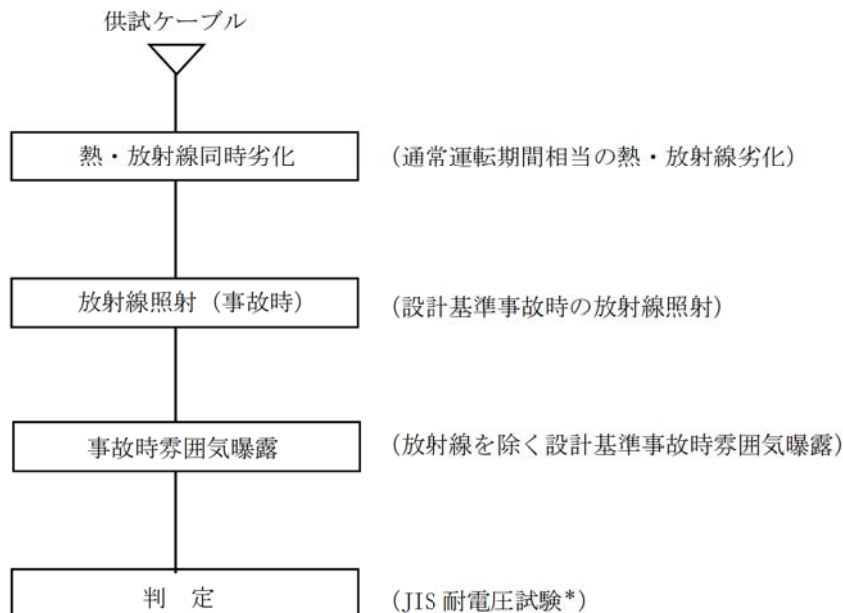 供試ケーブル
熱・放射線同時劣化 (通常運転期間相当の熱・放射線劣化)
放射線照射（事故時） (設計基準事故時の放射線照射)
事故時雰囲気曝露 (放射線を除く設計基準事故時雰囲気曝露)
判　定 (JIS 耐電圧試験*)